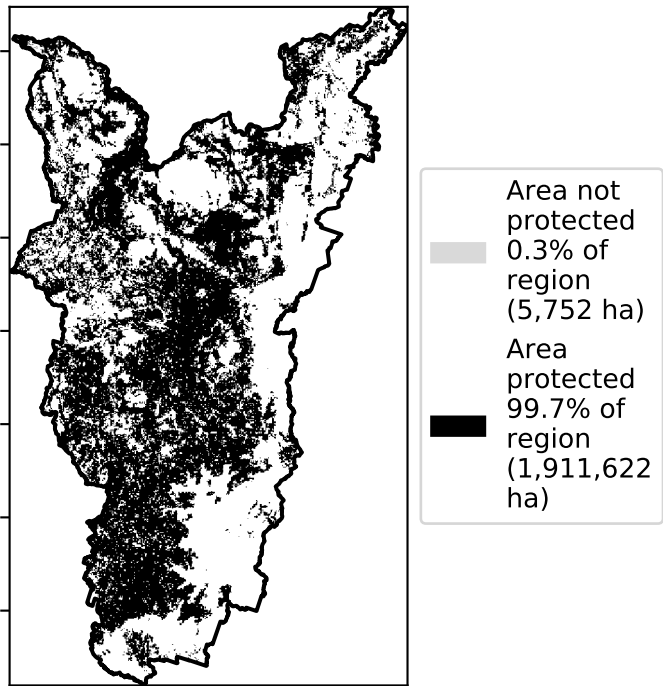 Area not
protected
0.3% of
region
(5,752 ha)
Area
protected
99.7% of
region
(1,911,622
ha)